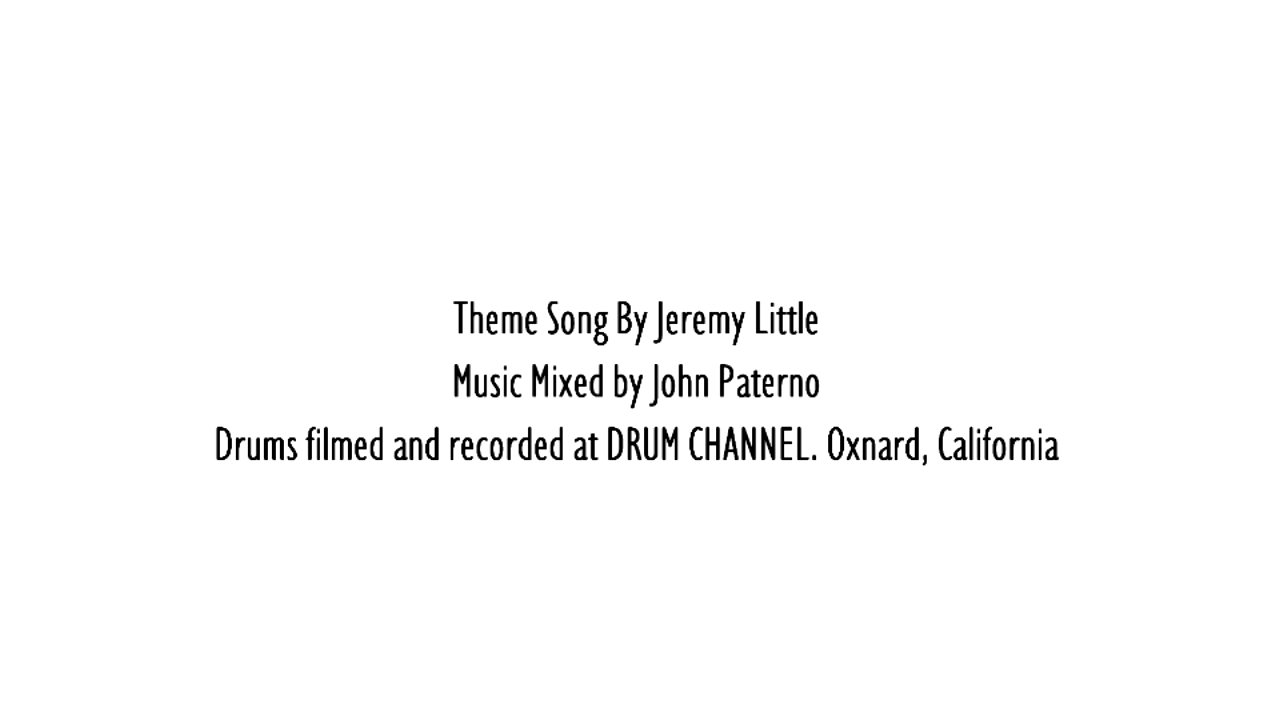 Theme Song By Jeremy Little
Music Mixed by John Paterno
Drums filmed and recorded at DRUM CHANNEL. Oxnard, California